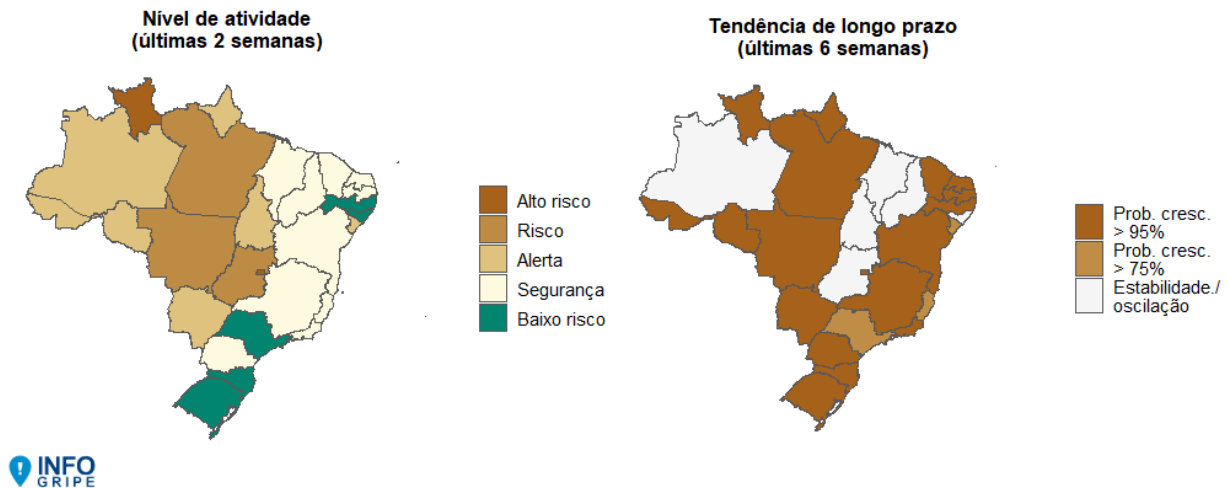 Nível de atividade
(últimas 2 semanas)
Alto risco
Risco
Alerta
Segurança
Baixo risco
Tendência de longo prazo
(últimas 6 semanas)
Prob. cresc.
> 95%
Prob. cresc.
> 75%
Estabilidade./
oscilação
INFO
GRIPE